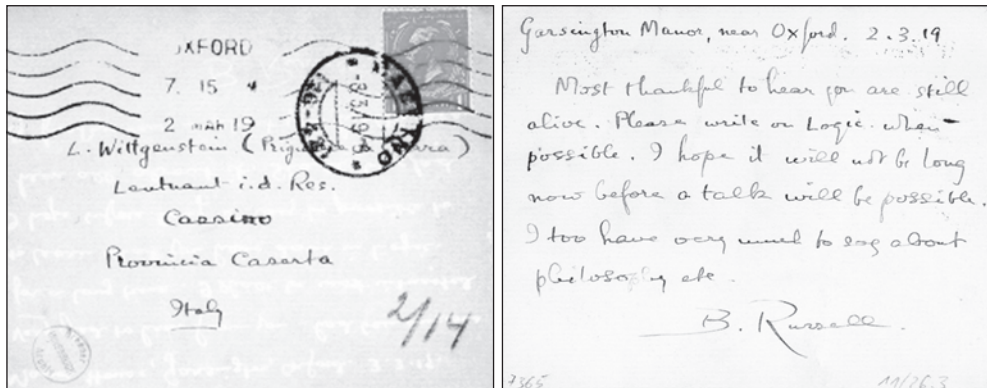 OXFORD
7. 15
2 MAR 19
L. Wittgenstein (Prigioniere di Guerra)
Leutnant i.d. Res.
Cassino
Provincia Caserta
Italy
2/14
Garsington Manor, near Oxford. 2.3.19
Most thankful to hear you are still
alive. Please write on Logic when
possible. I hope it will not be long
now before a talk will be possible.
I too have very much to say about
philosophy etc.
B. Russell.
7365
11/26.3